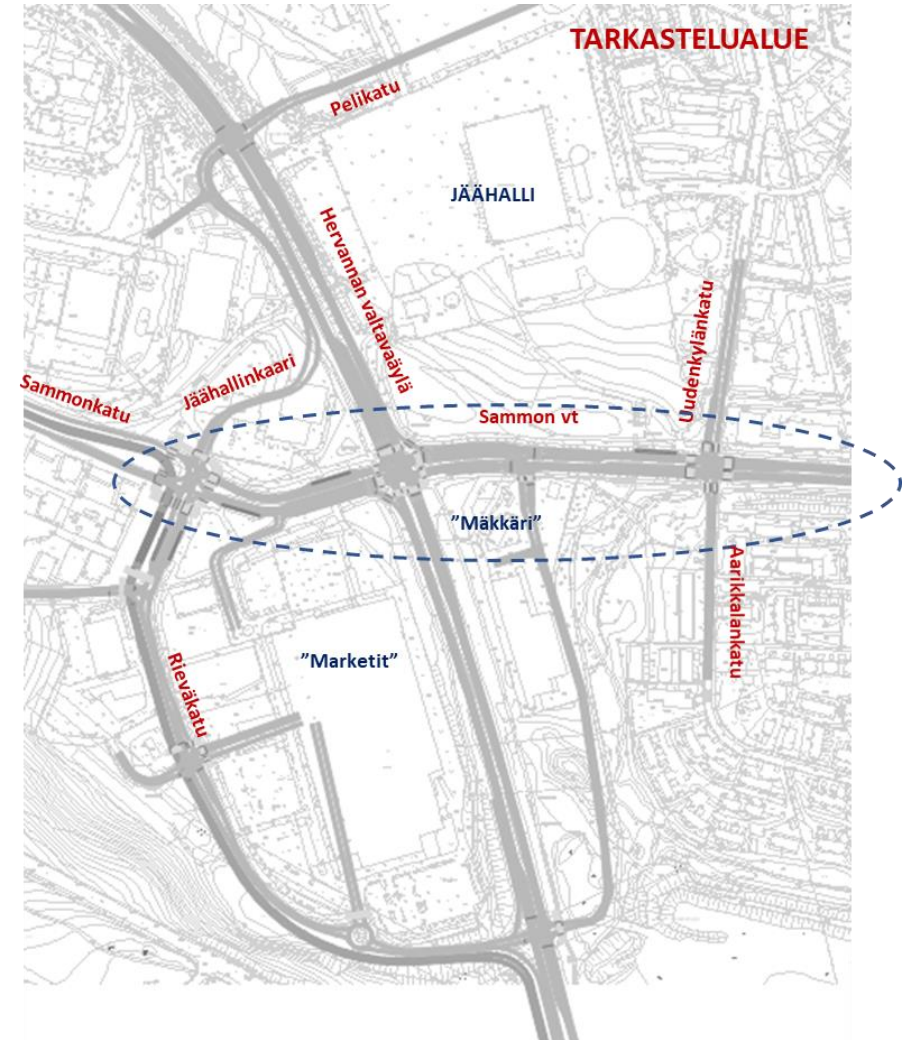 TARKASTELUALUE
Pelikatu
JÄÄHALLI
Hervannan valtaväylä
Uudenkylänkatu
Jäähallinkaari
Sammonkatu
Sammon vt
"Mäkkäri"
Aarikkalankatu
"Marketit"
Rieväkatu